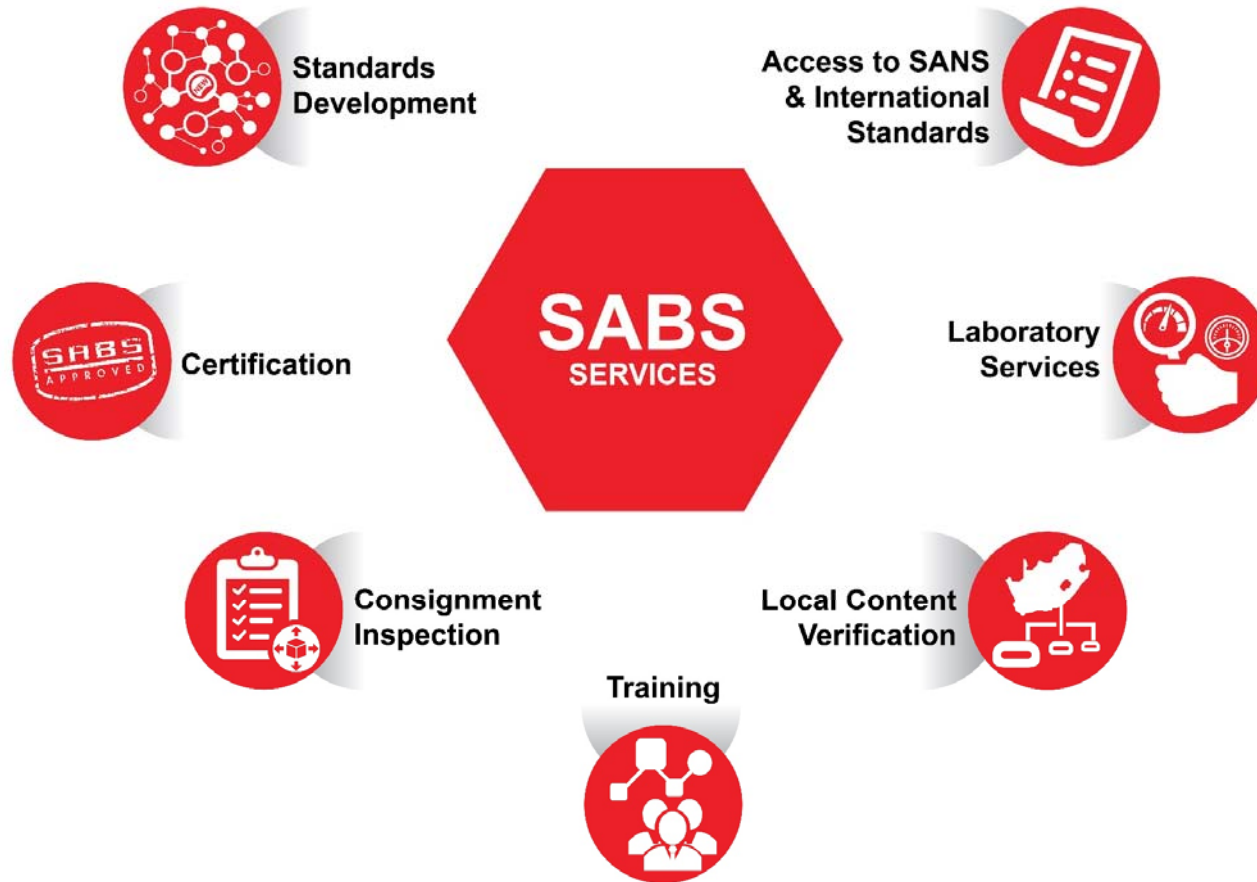 Standards
Development
Access to SANS
& International
Standards
SABS
SERVICES
SABS
APPROVED
Certification
Laboratory
Services
Consignment
Inspection
Local Content
Verification
Training
NEW